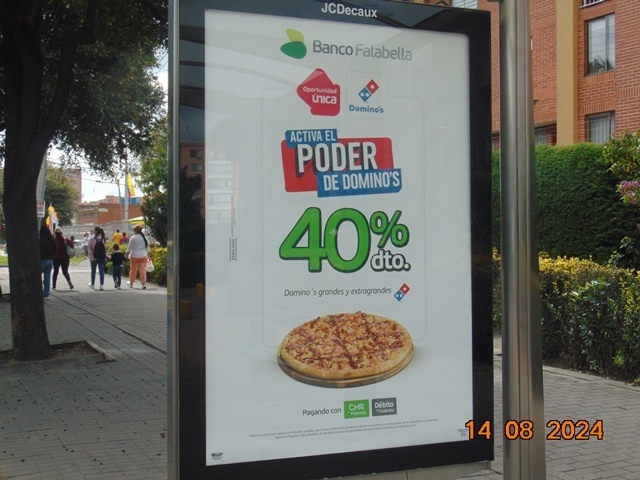 JCDecaux
Banco Falabella
Oportunidad
ÚNICA
Domino's
ACTIVA EL
PODER
DE DOMINO'S
40%
dto.
Domino´s grandes y extragrandes
Pagando con
CMR
Débito
14 08 2024